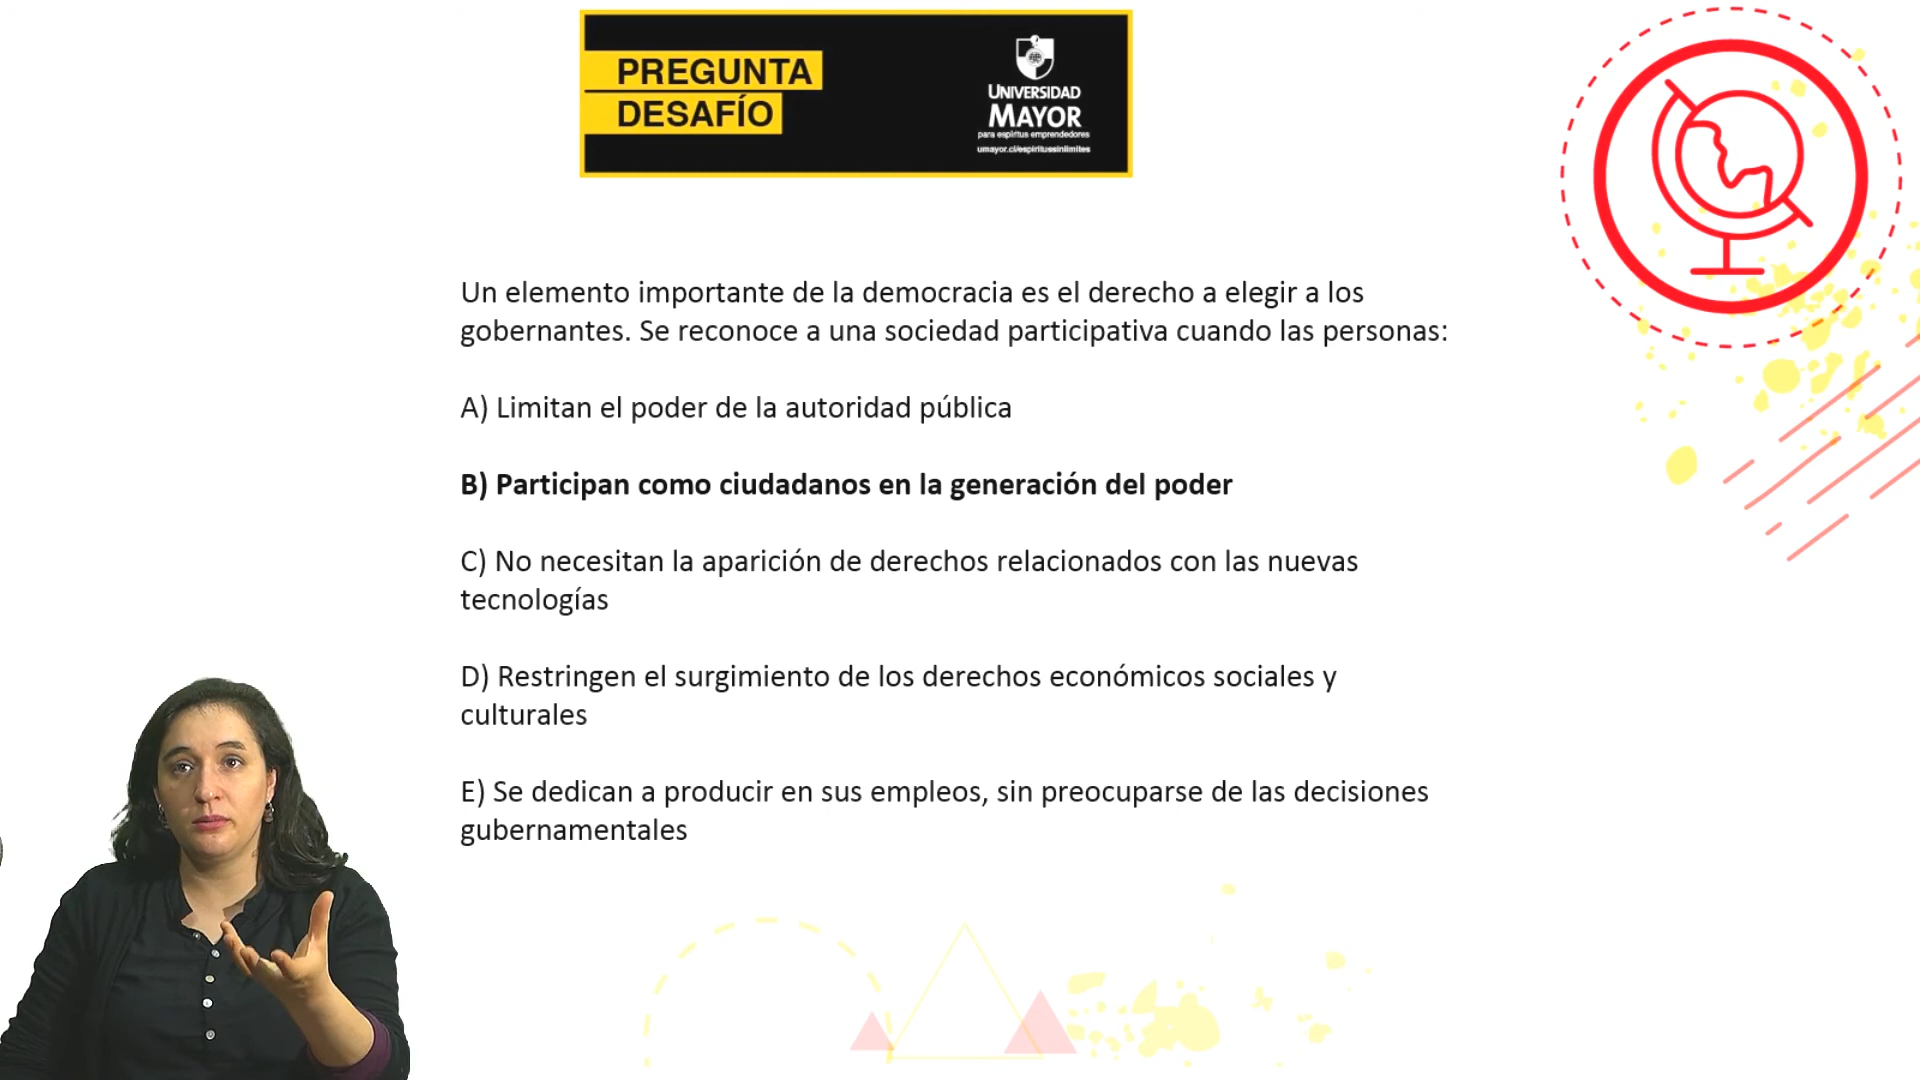 PREGUNTA
DESAFÍO
UNIVERSIDAD
MAYOR
para espíritus emprendedores
umayor.cl/espiritussinlimites
Un elemento importante de la democracia es el derecho a elegir a los
gobernantes. Se reconoce a una sociedad participativa cuando las personas:
A) Limitan el poder de la autoridad pública
B) Participan como ciudadanos en la generación del poder
C) No necesitan la aparición de derechos relacionados con las nuevas
tecnologías
D) Restringen el surgimiento de los derechos económicos sociales y
culturales
E) Se dedican a producir en sus empleos, sin preocuparse de las decisiones
gubernamentales